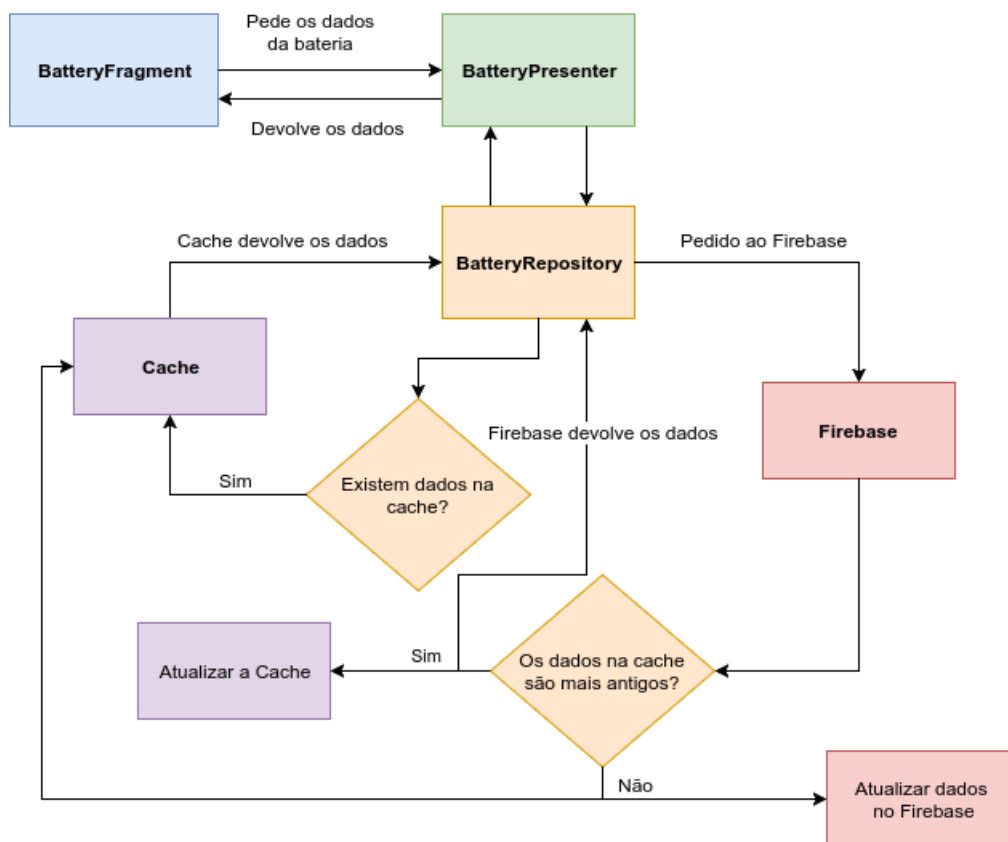 Pede os dados
da bateria
BatteryFragment
BatteryPresenter
Devolve os dados
Cache devolve os dados
BatteryRepository
Pedido ao Firebase
Cache
Firebase devolve os dados
Firebase
Sim
Existem dados na
cache?
Atualizar a Cache
Sim
Os dados na cache
são mais antigos?
Não
Atualizar dados
no Firebase